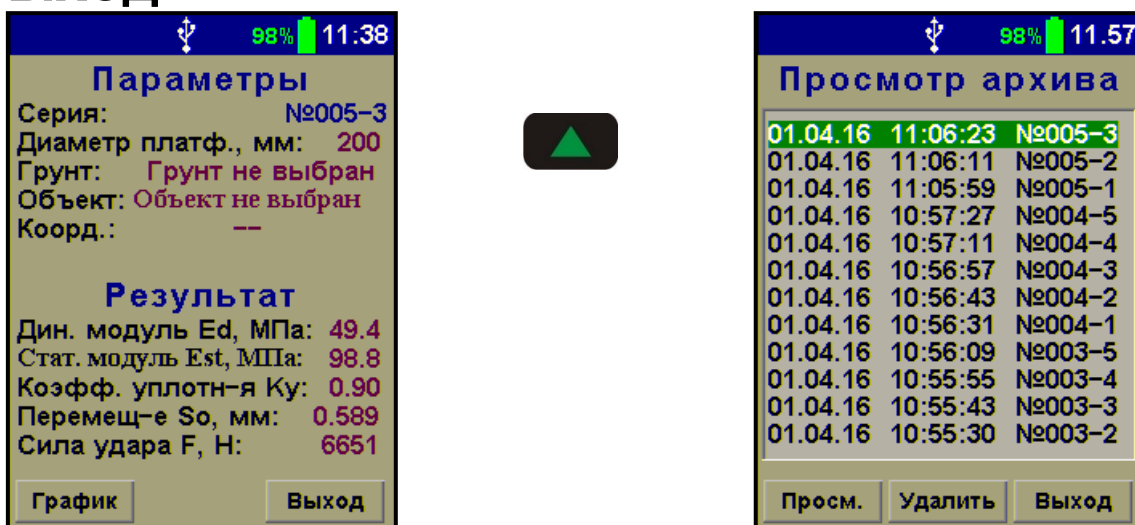 98% 11:38
Параметры
Серия: №005-3
Диаметр платф., мм: 200
Грунт: Грунт не выбран
Объект: Объект не выбран
Коорд.: --
Результат
Дин. модуль Ed, МПа: 49.4
Стат. модуль Est, МПа: 98.8
Коэфф. уплотн-я Ку: 0.90
Перемещ-е So, мм: 0.589
Сила удара F, Н: 6651
График Выход
98% 11.57
Просмотр архива
01.04.16 11:06:23 №005-3
01.04.16 11:06:11 №005-2
01.04.16 11:05:59 №005-1
01.04.16 10:57:27 №004-5
01.04.16 10:57:11 №004-4
01.04.16 10:56:57 №004-3
01.04.16 10:56:43 №004-2
01.04.16 10:56:31 №004-1
01.04.16 10:56:09 №003-5
01.04.16 10:55:55 №003-4
01.04.16 10:55:43 №003-3
01.04.16 10:55:30 №003-2
Просм. Удалить Выход